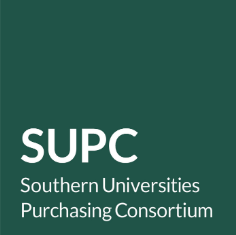 SUPC
Southern Universities
Purchasing Consortium